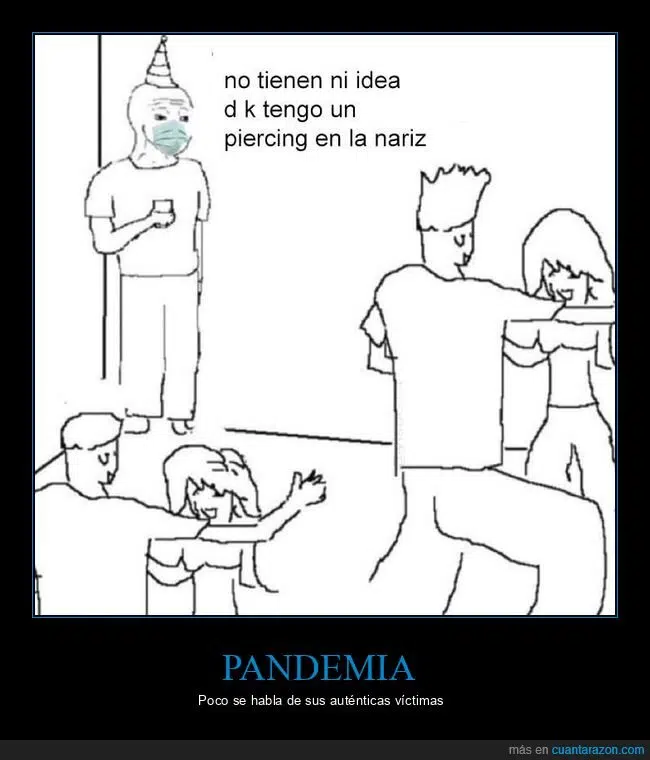 no tienen ni idea
d k tengo un
piercing en la nariz
PANDEMIA
Poco se habla de sus auténticas víctimas
más en cuantarazon.com